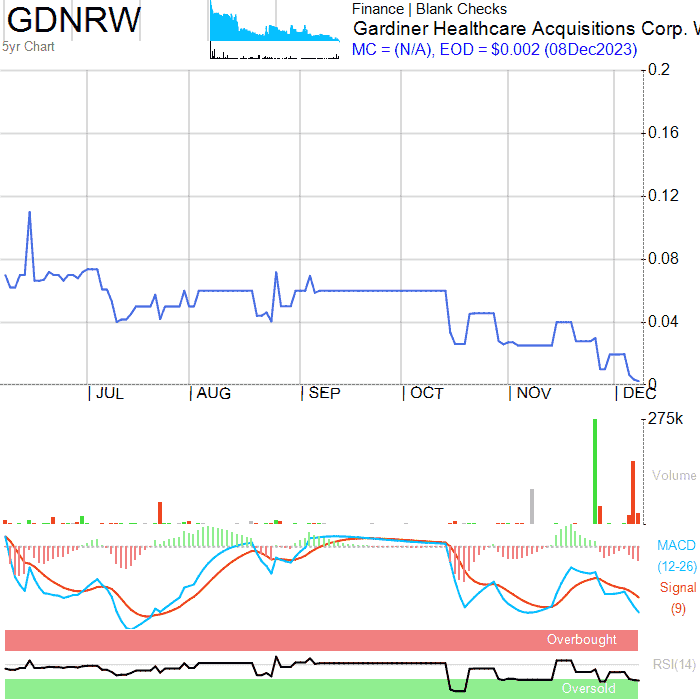 GDNRW
5yr Chart
Finance | Blank Checks
Gardiner Healthcare Acquisitions Corp. W
MC = (N/A), EOD = $0.002 (08Dec2023)
0.2
0.16
0.12
0.08
0.04
0
| JUL | AUG | SEP | OCT | NOV | DEC
275k
Volume
MACD
(12-26)
Signal
(9)
Overbought
RSI(14)
Oversold